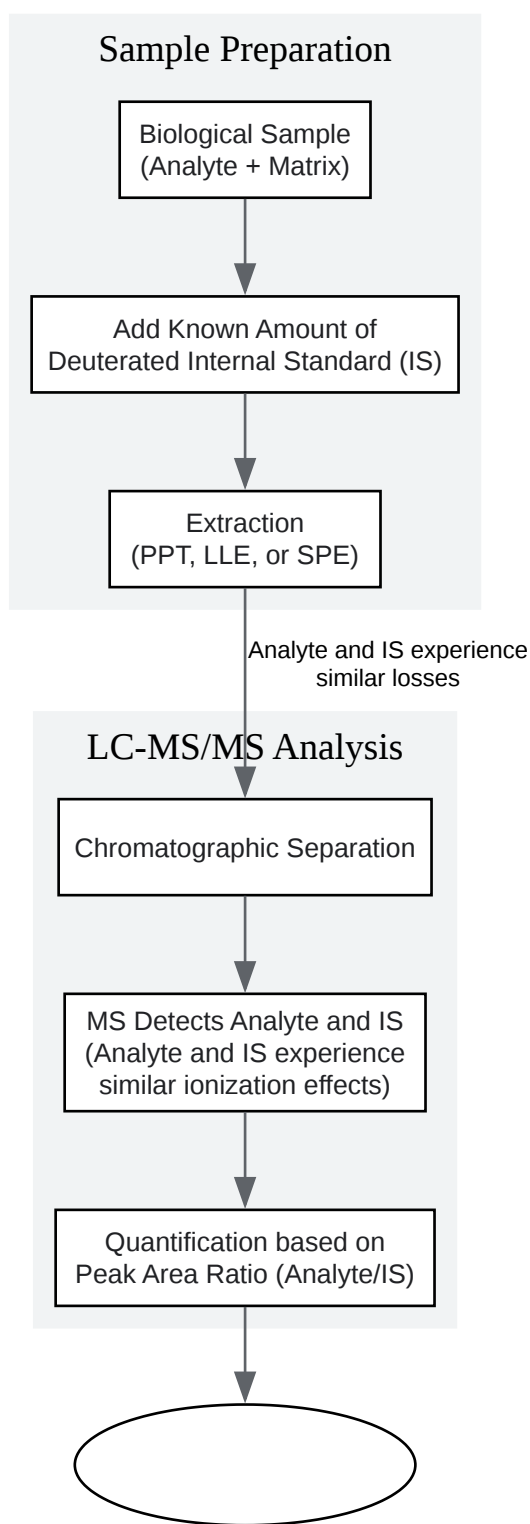 Sample Preparation
Biological Sample
(Analyte + Matrix)
Add Known Amount of
Deuterated Internal Standard (IS)
Extraction
(PPT, LLE, or SPE)
Analyte and IS experience
similar losses
LC-MS/MS Analysis
Chromatographic Separation
MS Detects Analyte and IS
(Analyte and IS experience
similar ionization effects)
Quantification based on
Peak Area Ratio (Analyte/IS)